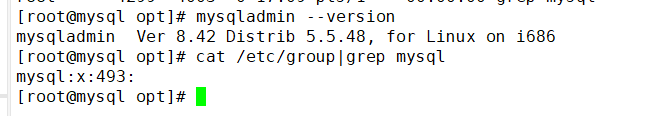 [root@mysql opt]# mysqladmin --version
mysqladmin  Ver 8.42 Distrib 5.5.48, for Linux on i686
[root@mysql opt]# cat /etc/group|grep mysql
mysql:x:493:
[root@mysql opt]#